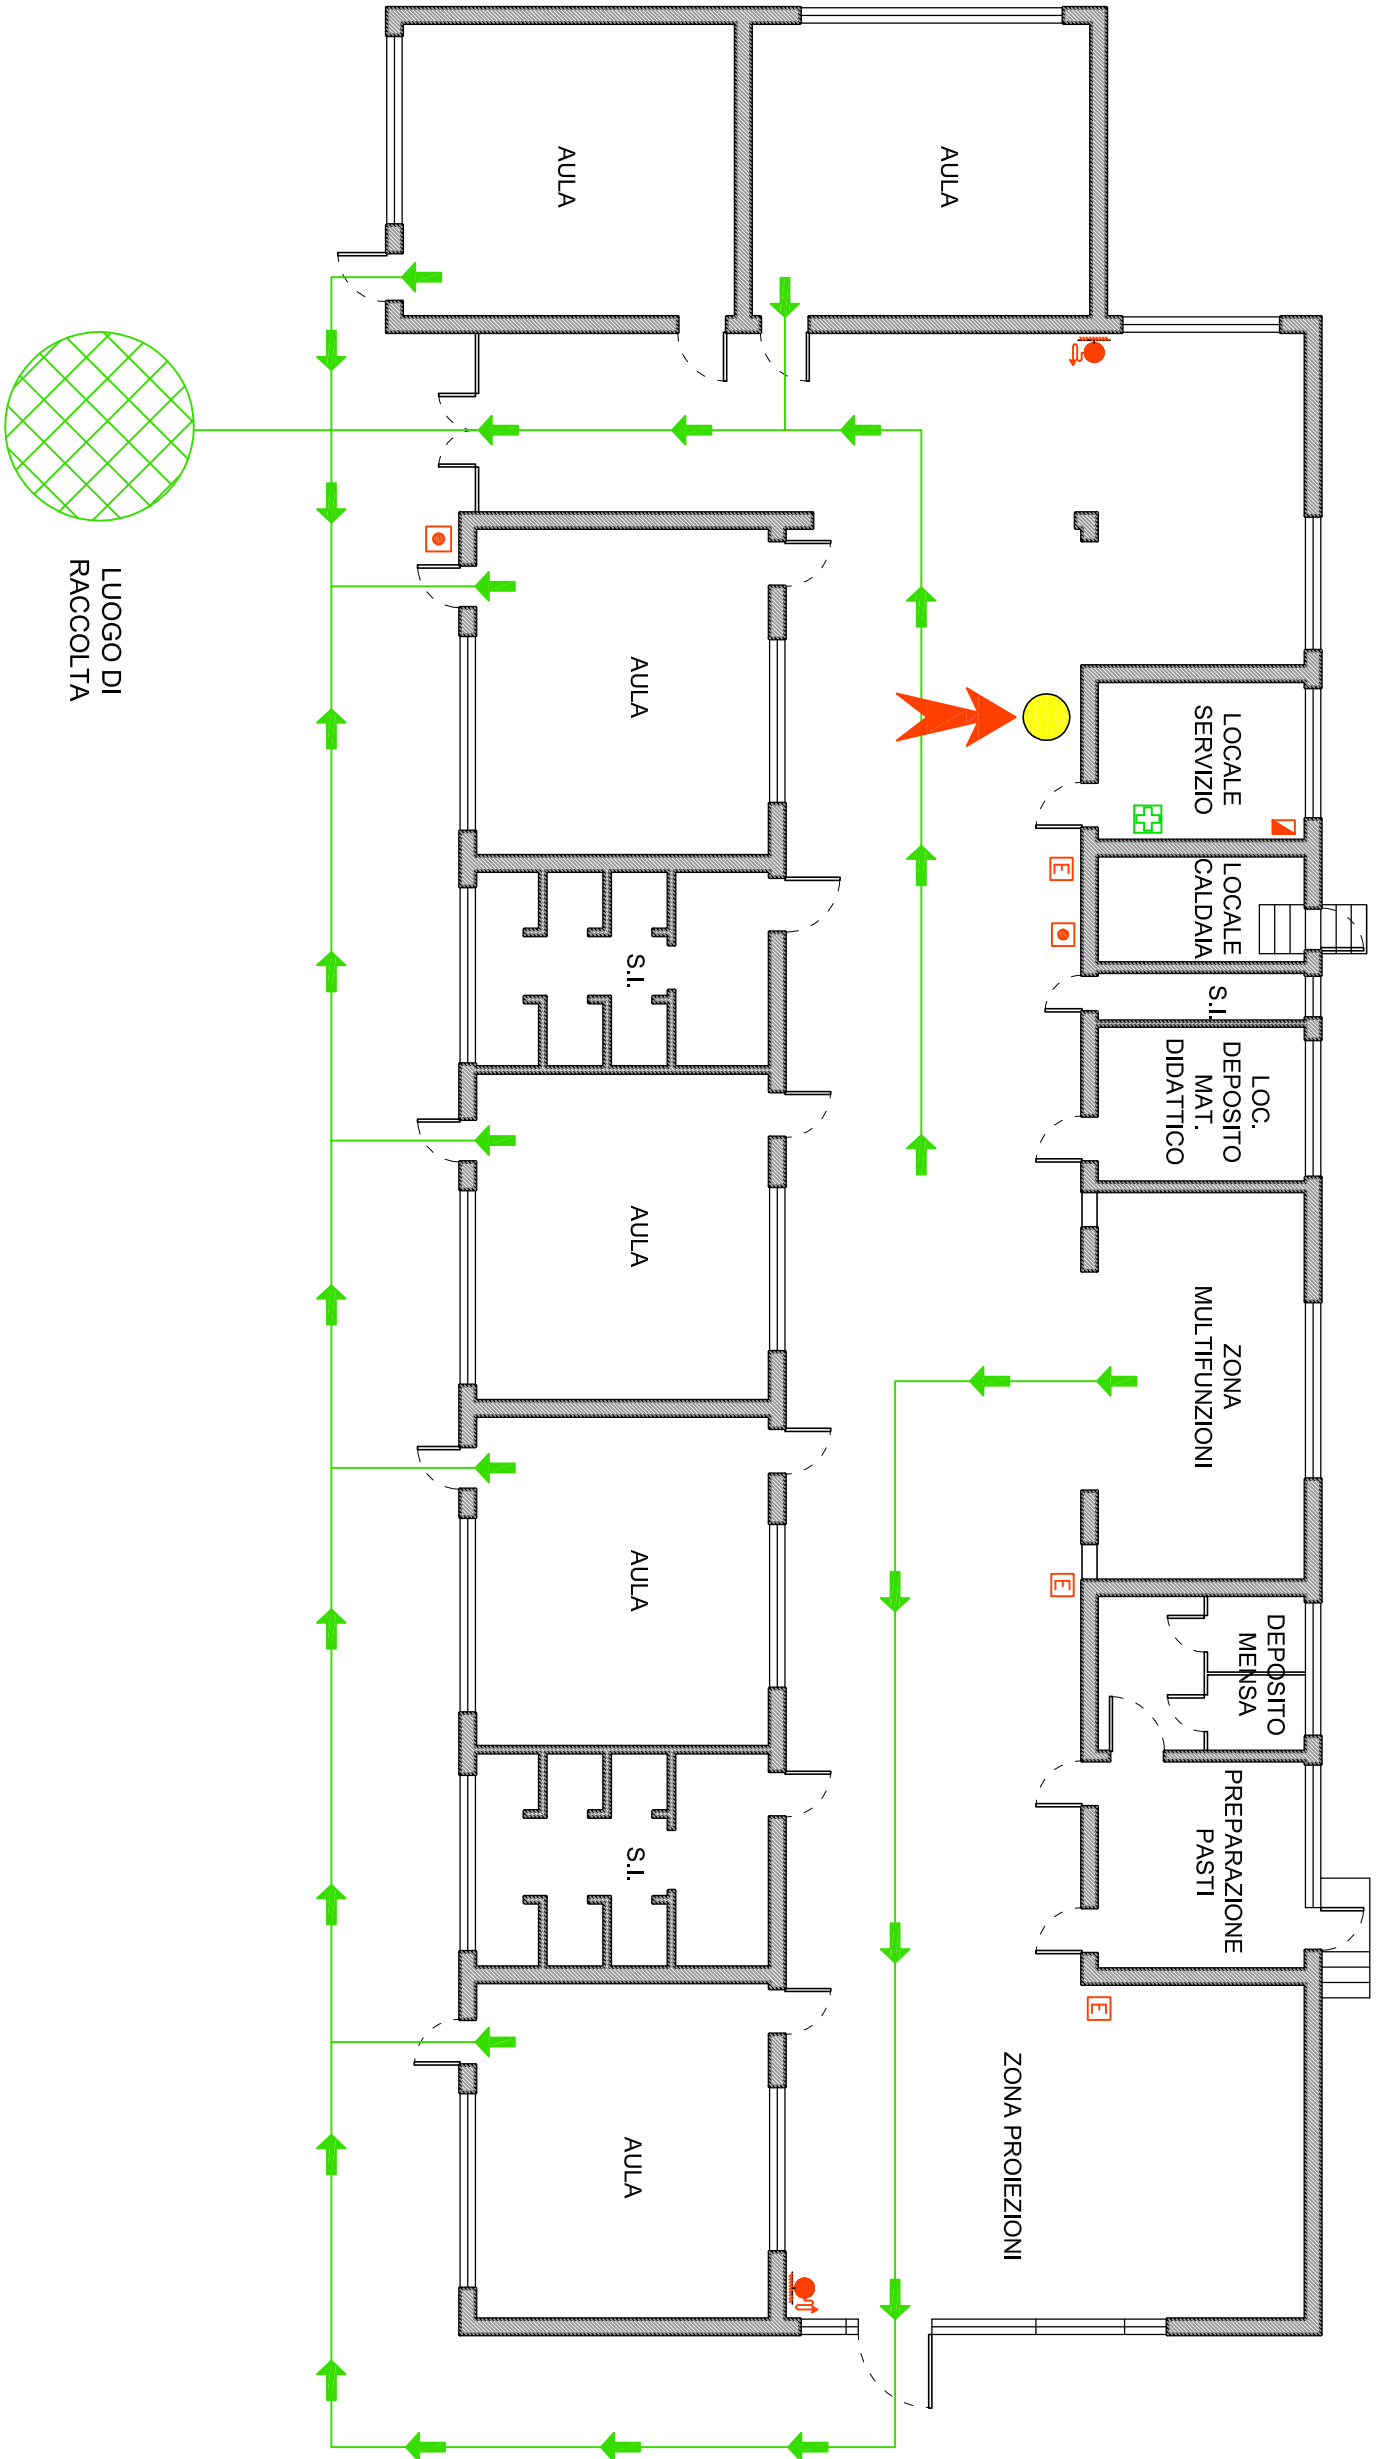 AULA
AULA
LUOGO DI
RACCOLTA
AULA
LOCALE
SERVIZIO
E
LOCALE
CALDAIA
S.I.
S.I.
LOC.
DEPOSITO
MAT.
DIDATTICO
AULA
ZONA
MULTIFUNZIONI
AULA
E
DEPOSITO
MENSA
PREPARAZIONE
PASTI
S.I.
E
ZONA PROIEZIONI
AULA